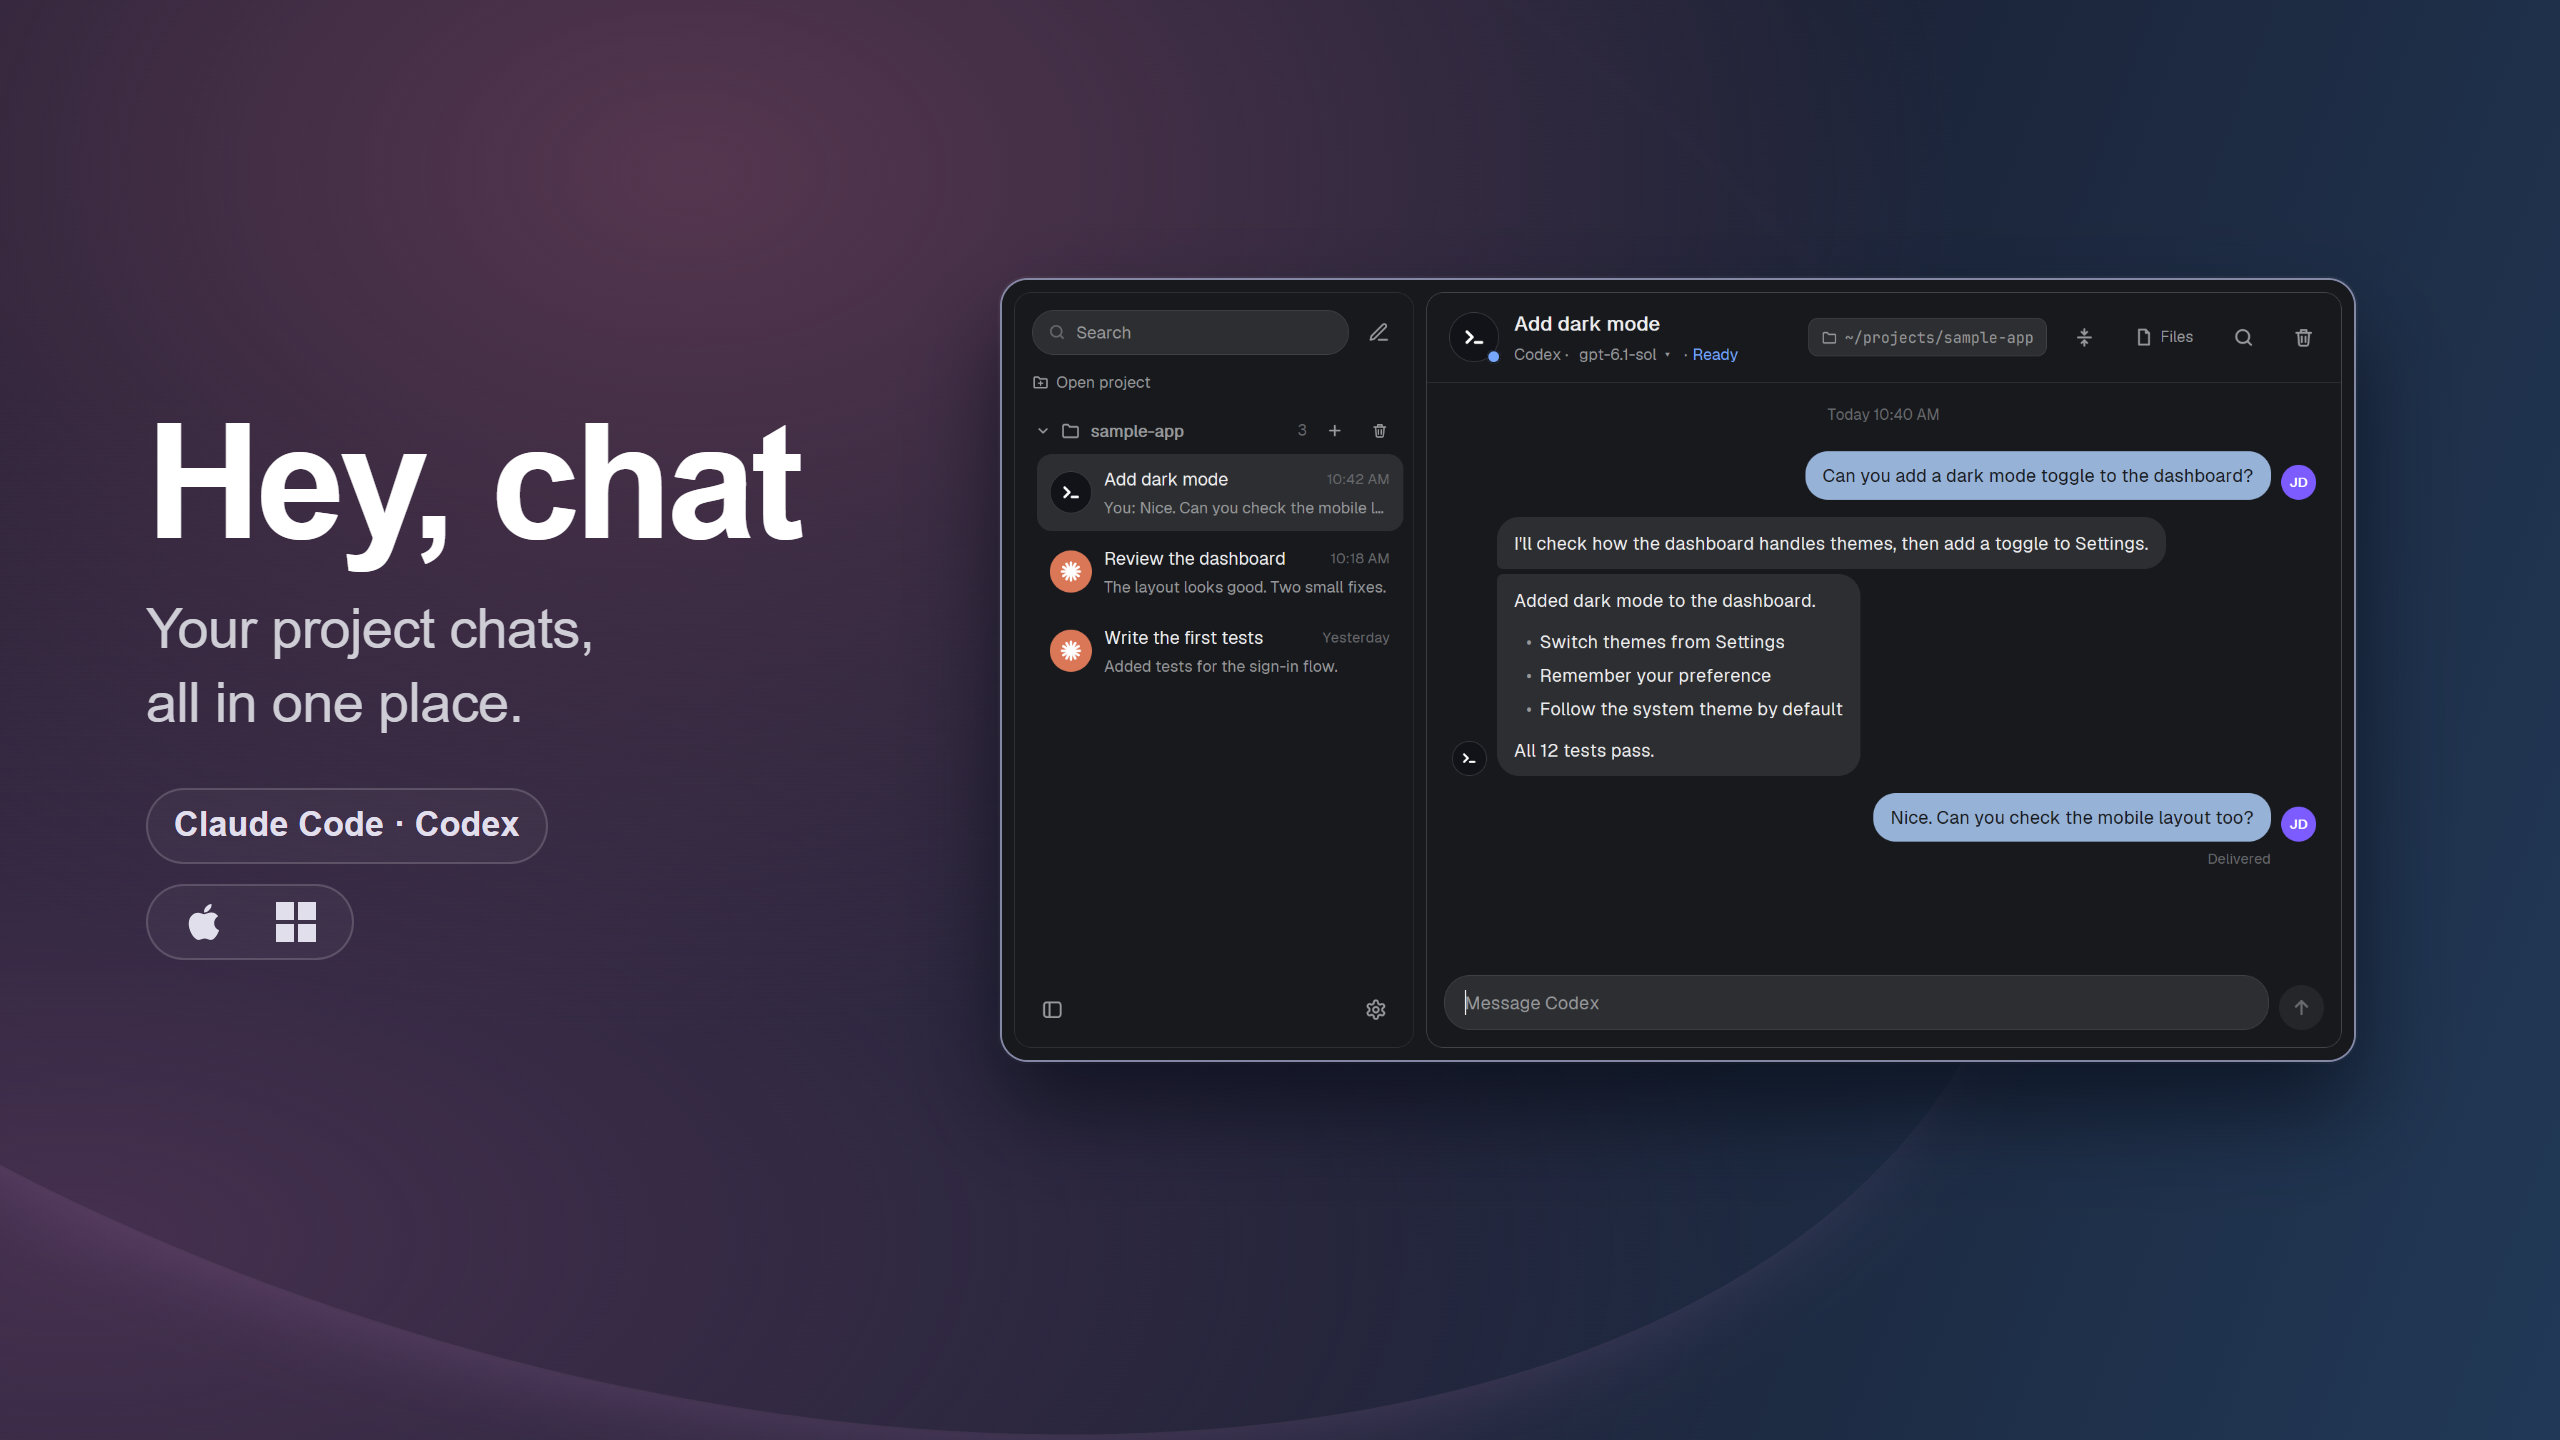 Hey, chat
Your project chats,
all in one place.
Claude Code · Codex
Search
Open project
sample-app 3
Add dark mode 10:42 AM
You: Nice. Can you check the mobile l...
Review the dashboard 10:18 AM
The layout looks good. Two small fixes.
Write the first tests Yesterday
Added tests for the sign-in flow.
Add dark mode
Codex · gpt-6.1-sol · Ready
~/projects/sample-app
Files
Today 10:40 AM
Can you add a dark mode toggle to the dashboard?
JD
I'll check how the dashboard handles themes, then add a toggle to Settings.
Added dark mode to the dashboard.
• Switch themes from Settings
• Remember your preference
• Follow the system theme by default
All 12 tests pass.
Nice. Can you check the mobile layout too?
JD
Delivered
Message Codex